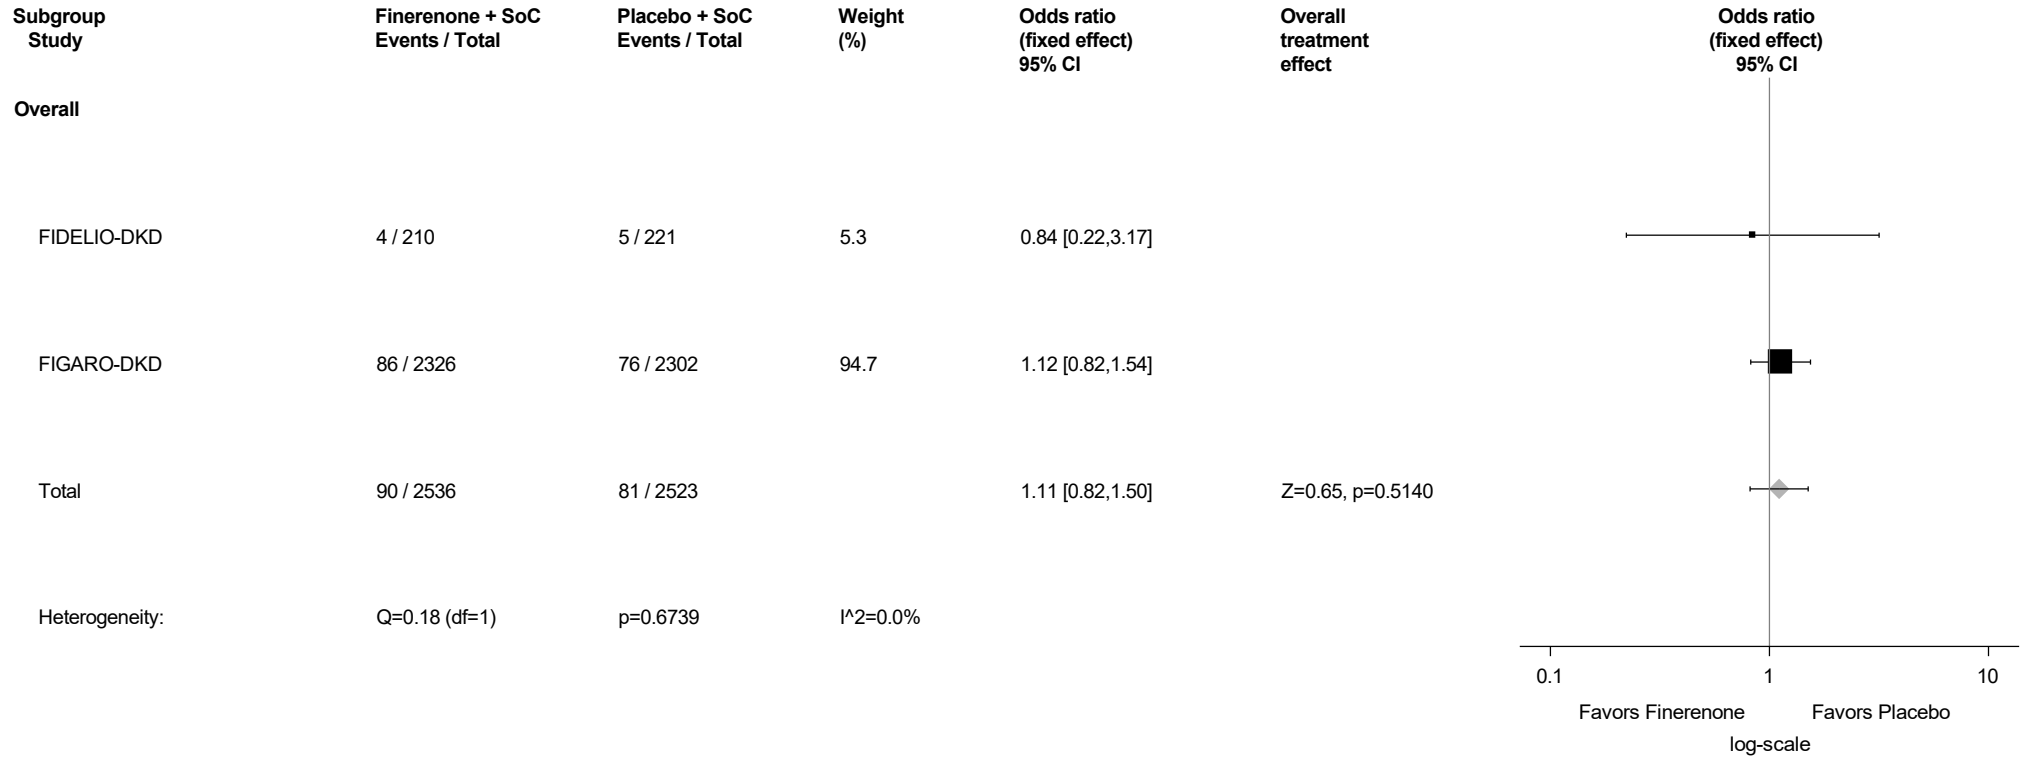 Subgroup Finerenone + SoC Placebo + SoC Weight Odds ratio Overall Odds ratio
Study Events / Total Events / Total (%) (fixed effect) treatment (fixed effect)
95% CI effect 95% CI
Overall
FIDELIO-DKD 4 / 210 5 / 221 5.3 0.84 [0.22,3.17]
FIGARO-DKD 86 / 2326 76 / 2302 94.7 1.12 [0.82,1.54]
Total 90 / 2536 81 / 2523 1.11 [0.82,1.50] Z=0.65, p=0.5140
Heterogeneity: Q=0.18 (df=1) p=0.6739 I^2=0.0%
0.1 1 10
Favors Finerenone Favors Placebo
log-scale